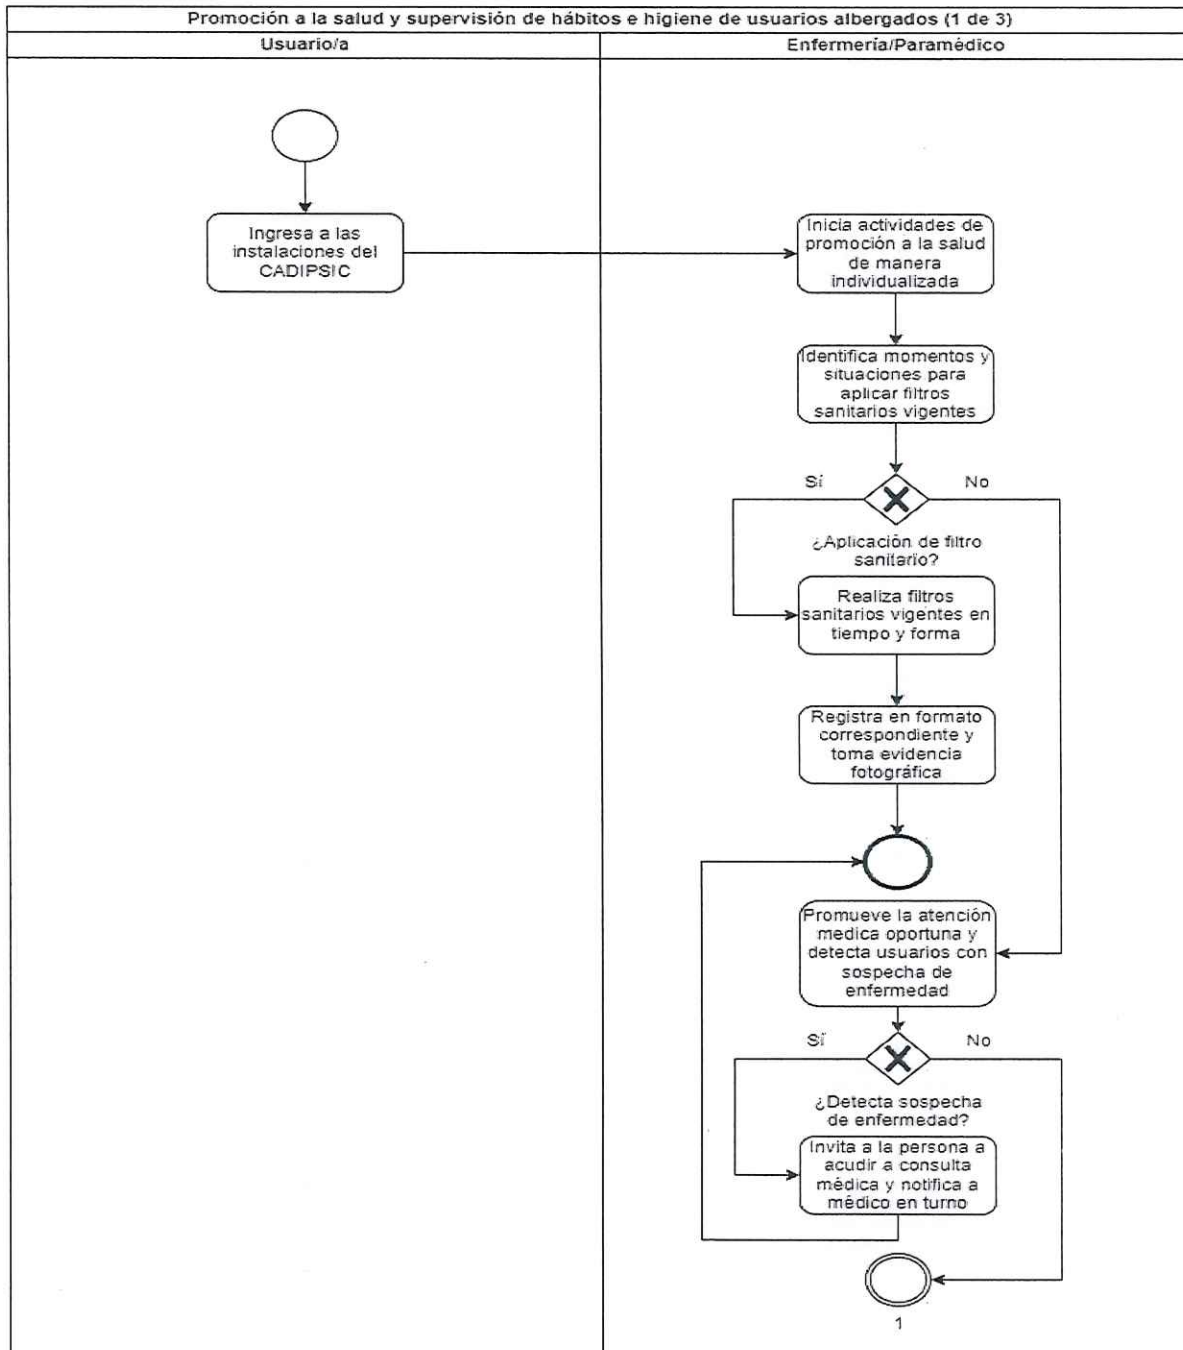 Promoción a la salud y supervisión de hábitos e higiene de usuarios albergados (1 de 3)
Usuario/a
Enfermería/Paramédico
Ingresa a las
instalaciones del
CADIPSIC
Inicia actividades de
promoción a la salud
de manera
individualizada
Identifica momentos y
situaciones para
aplicar filtros
sanitarios vigentes
Sí
No
¿Aplicación de filtro
sanitario?
Realiza filtros
sanitarios vigentes en
tiempo y forma
Registra en formato
correspondiente y
toma evidencia
fotográfica
Promueve la atención
medica oportuna y
detecta usuarios con
sospecha de
enfermedad
Sí
No
¿Detecta sospecha
de enfermedad?
Invita a la persona a
acudir a consulta
médica y notifica a
médico en turno
1